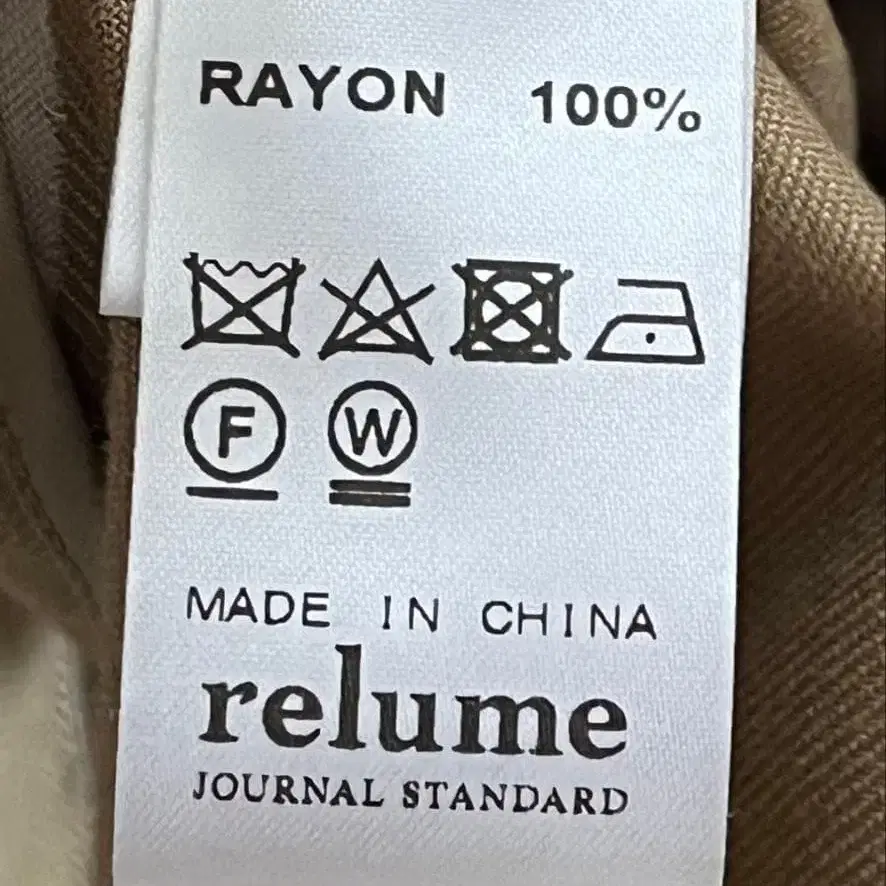 RAYON 100%
F W
MADE IN CHINA
relume
JOURNAL STANDARD